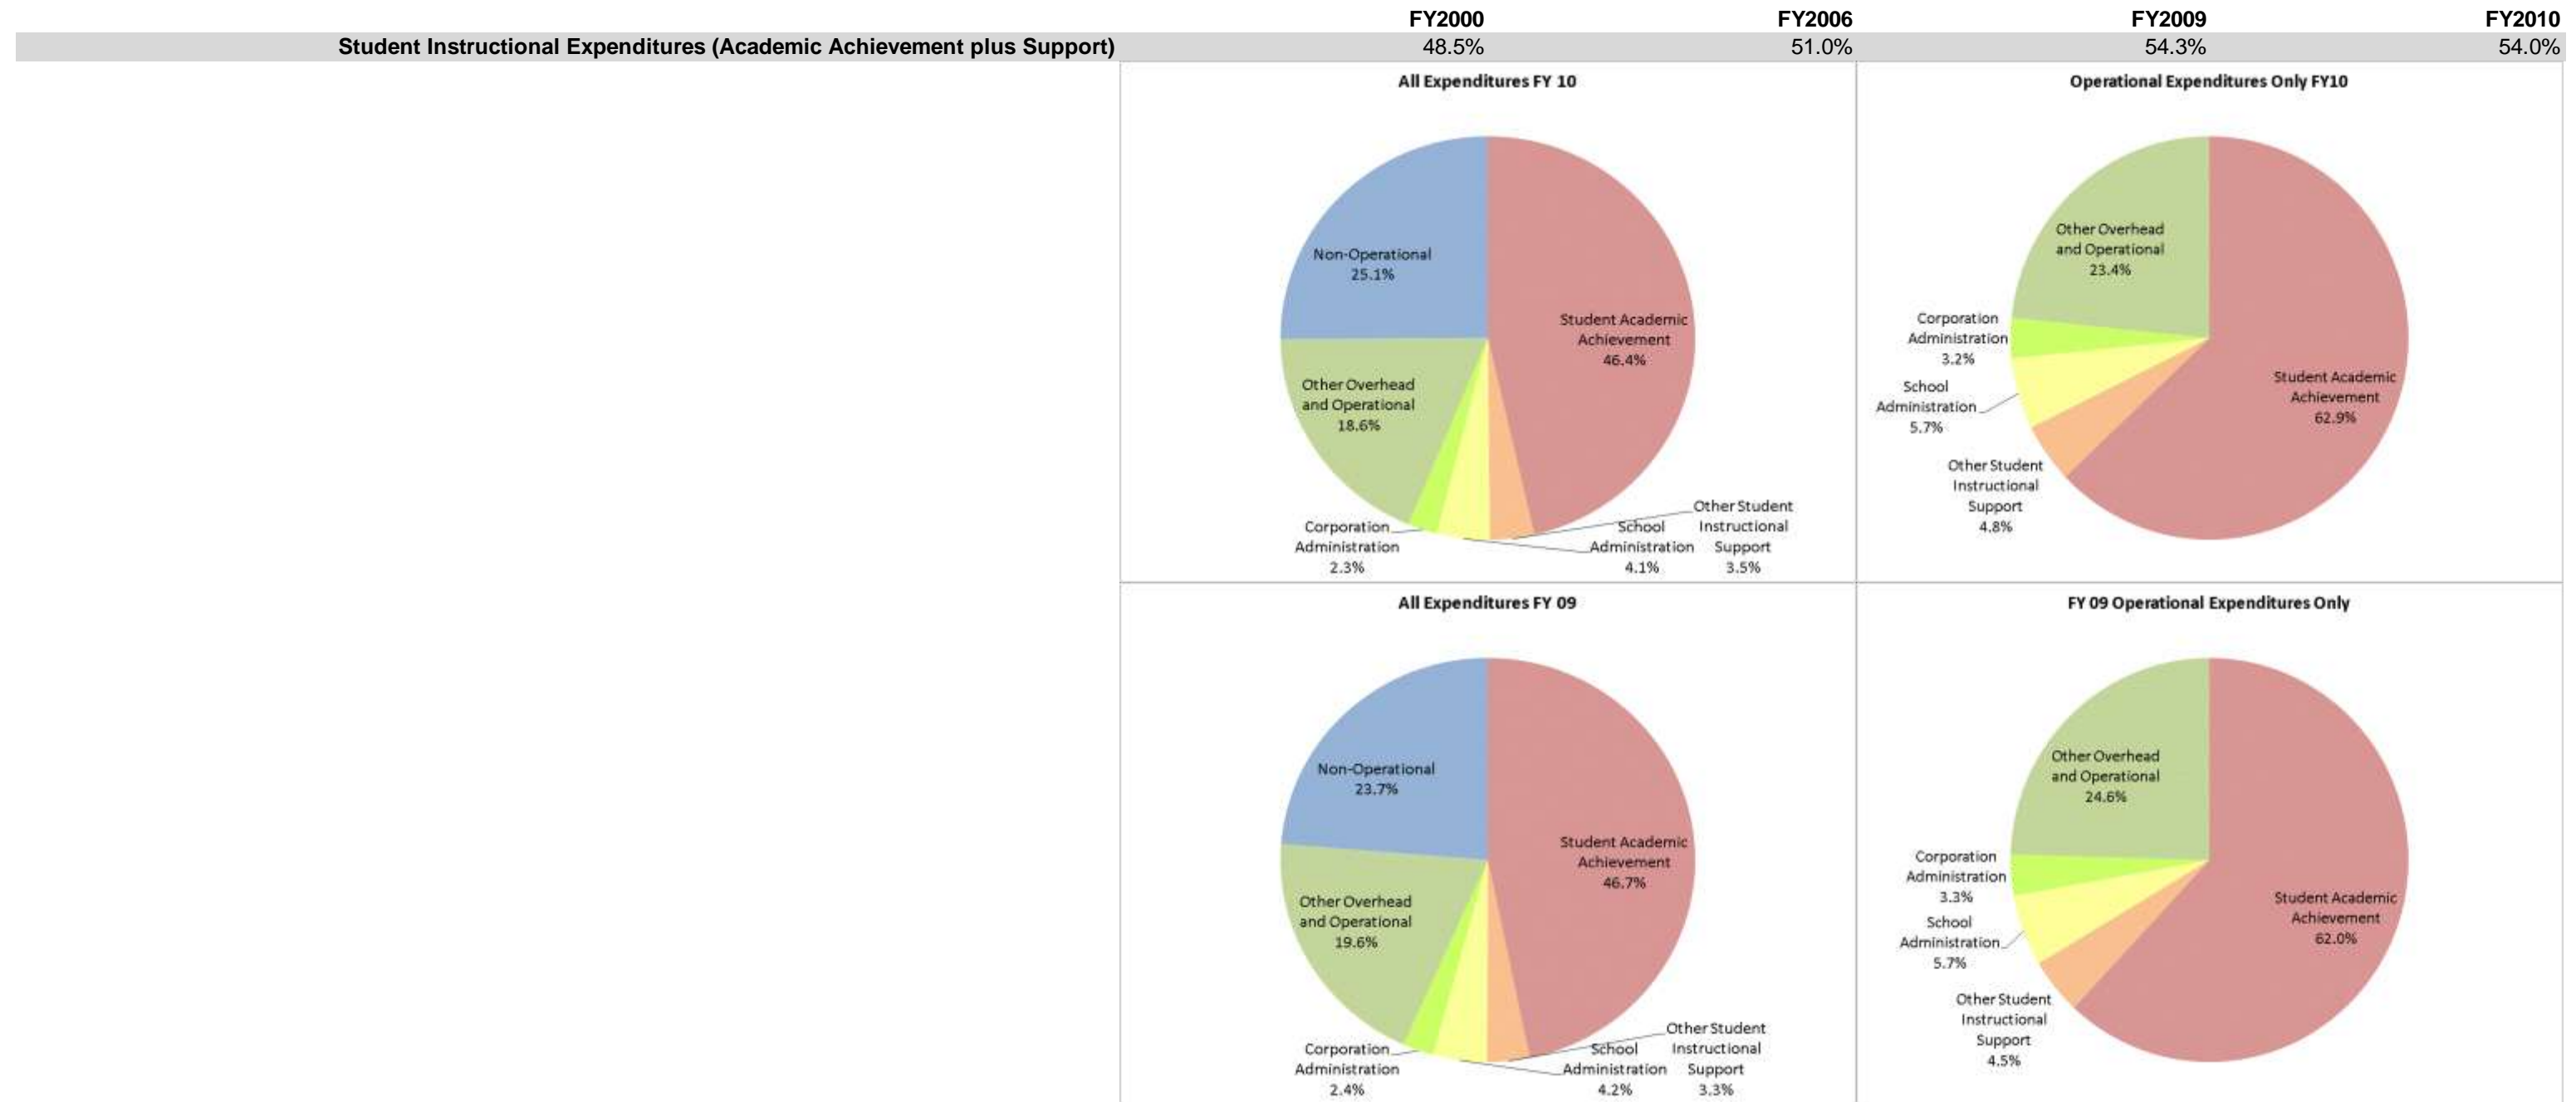 FY2000 FY2006 FY2009 FY2010
Student Instructional Expenditures (Academic Achievement plus Support) 48.5% 51.0% 54.3% 54.0%
All Expenditures FY 10
Non-Operational
25.1%
Student Academic
Achievement
46.4%
Other Overhead
and Operational
18.6%
Corporation
Administration
2.3%
School
Administration
4.1%
Other Student
Instructional
Support
3.5%
Operational Expenditures Only FY10
Other Overhead
and Operational
23.4%
Corporation
Administration
3.2%
School
Administration
5.7%
Other Student
Instructional
Support
4.8%
Student Academic
Achievement
62.9%
All Expenditures FY 09
Non-Operational
23.7%
Student Academic
Achievement
46.7%
Other Overhead
and Operational
19.6%
Corporation
Administration
2.4%
School
Administration
4.2%
Other Student
Instructional
Support
3.3%
FY 09 Operational Expenditures Only
Other Overhead
and Operational
24.6%
Corporation
Administration
3.3%
School
Administration
5.7%
Other Student
Instructional
Support
4.5%
Student Academic
Achievement
62.0%